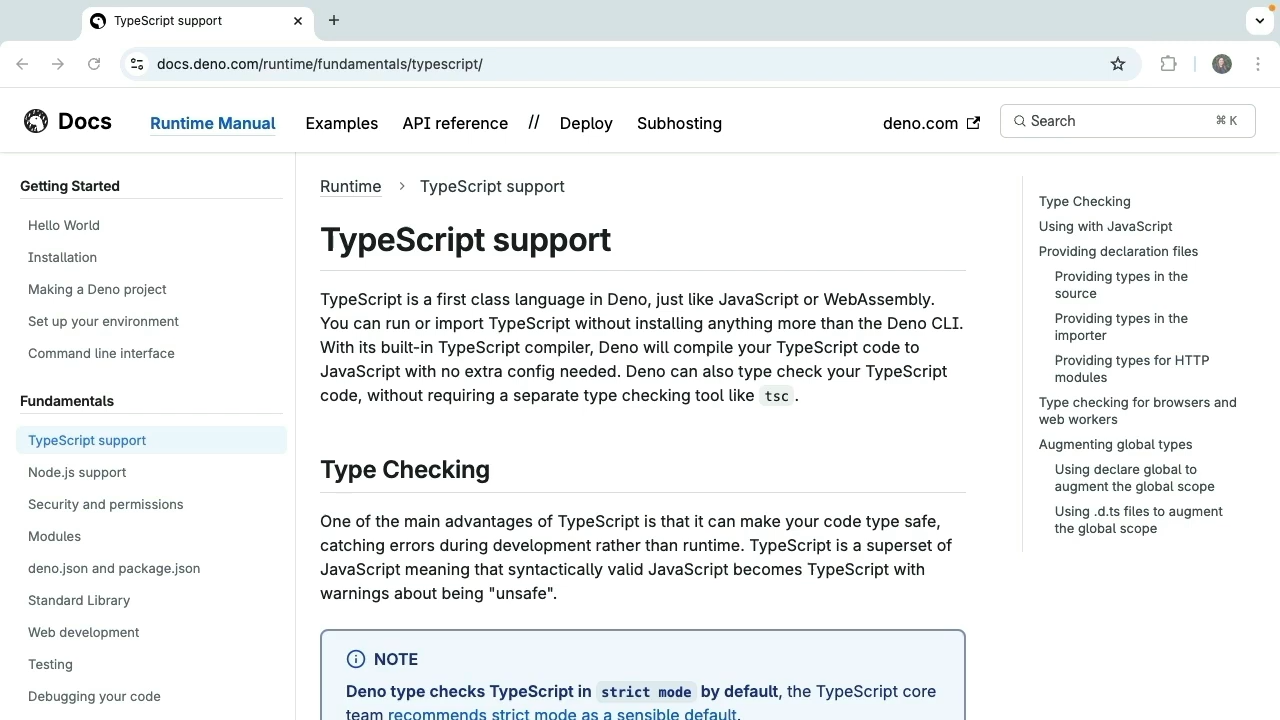 TypeScript support
docs.deno.com/runtime/fundamentals/typescript/
Docs
Runtime Manual
Examples
API reference
//
Deploy
Subhosting
deno.com
Search
⌘ K
Getting Started
Hello World
Installation
Making a Deno project
Set up your environment
Command line interface
Fundamentals
TypeScript support
Node.js support
Security and permissions
Modules
deno.json and package.json
Standard Library
Web development
Testing
Debugging your code
Runtime > TypeScript support
TypeScript support
TypeScript is a first class language in Deno, just like JavaScript or WebAssembly.
You can run or import TypeScript without installing anything more than the Deno CLI.
With its built-in TypeScript compiler, Deno will compile your TypeScript code to
JavaScript with no extra config needed. Deno can also type check your TypeScript
code, without requiring a separate type checking tool like tsc.
Type Checking
One of the main advantages of TypeScript is that it can make your code type safe,
catching errors during development rather than runtime. TypeScript is a superset of
JavaScript meaning that syntactically valid JavaScript becomes TypeScript with
warnings about being "unsafe".
NOTE
Deno type checks TypeScript in strict mode by default, the TypeScript core
team recommends strict mode as a sensible default.
Type Checking
Using with JavaScript
Providing declaration files
Providing types in the
source
Providing types in the
importer
Providing types for HTTP
modules
Type checking for browsers and
web workers
Augmenting global types
Using declare global to
augment the global scope
Using .d.ts files to augment
the global scope